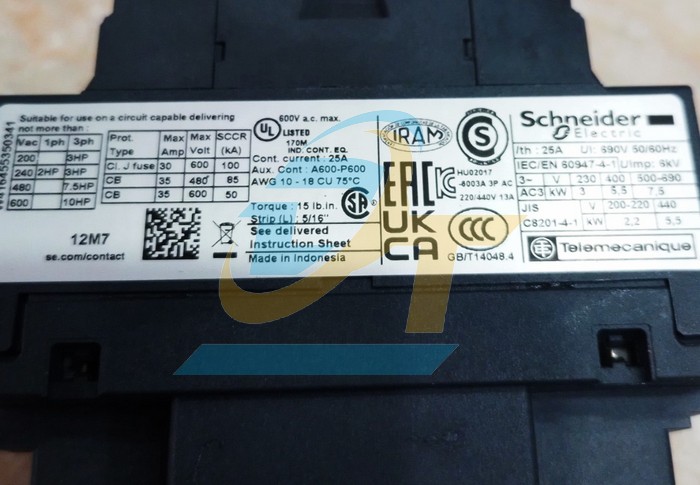 Suitable for use on a circuit capable delivering
not more than :
Vac 1ph 3ph
200 3HP
240 2HP 3HP
480 7.5HP
600 10HP
Prot. Type Max Amp Max Volt SCCR (kA)
Cl. J fuse 30 600 100
CB 35 480 85
CB 35 600 50
12M7
se.com/contact
UL LISTED
170M
IND. CONT. EQ.
600V a.c. max.
Cont. current : 25A
Aux. Cont : A600-P600
AWG 10 - 18 CU 75°C
Torque : 15 lb.in.
Strip (L) : 5/16"
See delivered
Instruction Sheet
Made in Indonesia
IRAM
S
EAC
HU02017
-8003A 3P AC
220/440V 13A
UK
CA
CCC
GB/T14048.4
Schneider
Electric
Ith : 25A Ui: 690V 50/60Hz
IEC/EN 60947-4-1 Uimp: 6kV
3~ V 230 400 500-690
AC3 kW 3 5.5 7.5
JIS V 200-220 440
C8201-4-1 kW 2,2 5.5
TE Telemecanique